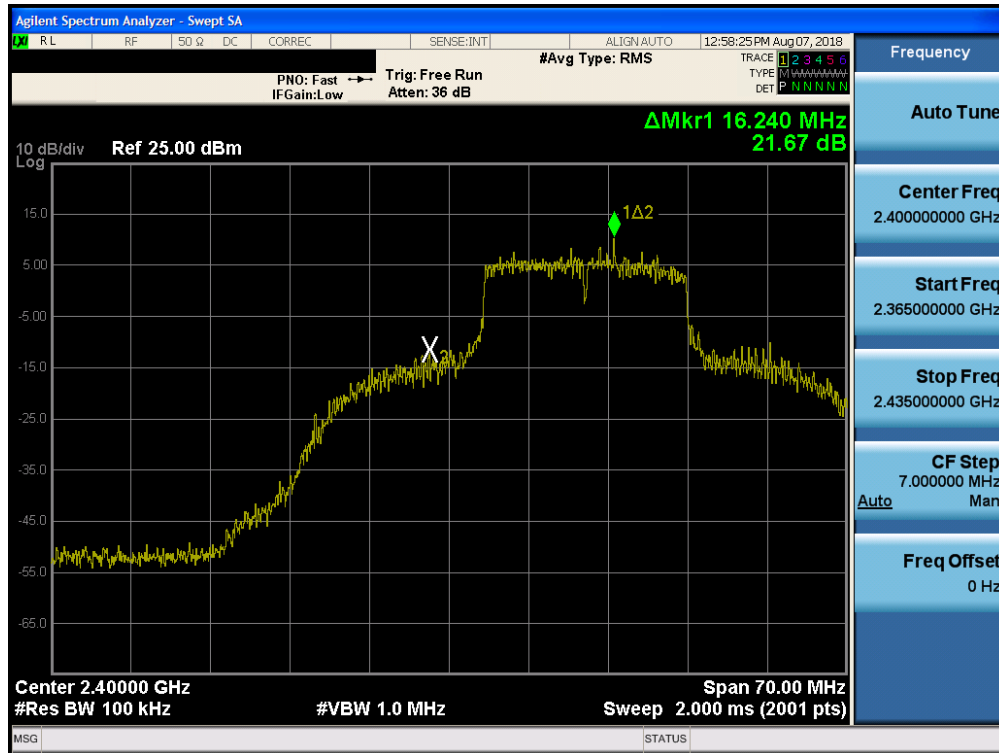 Agilent Spectrum Analyzer - Swept SA
LXI RL RF 50 Ω DC CORREC SENSE:INT ALIGN AUTO 12:58:25 PM Aug 07, 2018
PNO: Fast
IFGain:Low
Trig: Free Run
Atten: 36 dB
#Avg Type: RMS
TRACE 1 2 3 4 5 6
TYPE M
DET P N N N N N
ΔMkr1 16.240 MHz
21.67 dB
10 dB/div Ref 25.00 dBm
Log
15.0
5.00
-5.00
-15.0
-25.0
-35.0
-45.0
-55.0
-65.0
1Δ2
Center 2.40000 GHz Span 70.00 MHz
#Res BW 100 kHz #VBW 1.0 MHz Sweep 2.000 ms (2001 pts)
MSG STATUS
Frequency
Auto Tune
Center Freq
2.400000000 GHz
Start Freq
2.365000000 GHz
Stop Freq
2.435000000 GHz
CF Step
7.000000 MHz
Auto Man
Freq Offset
0 Hz